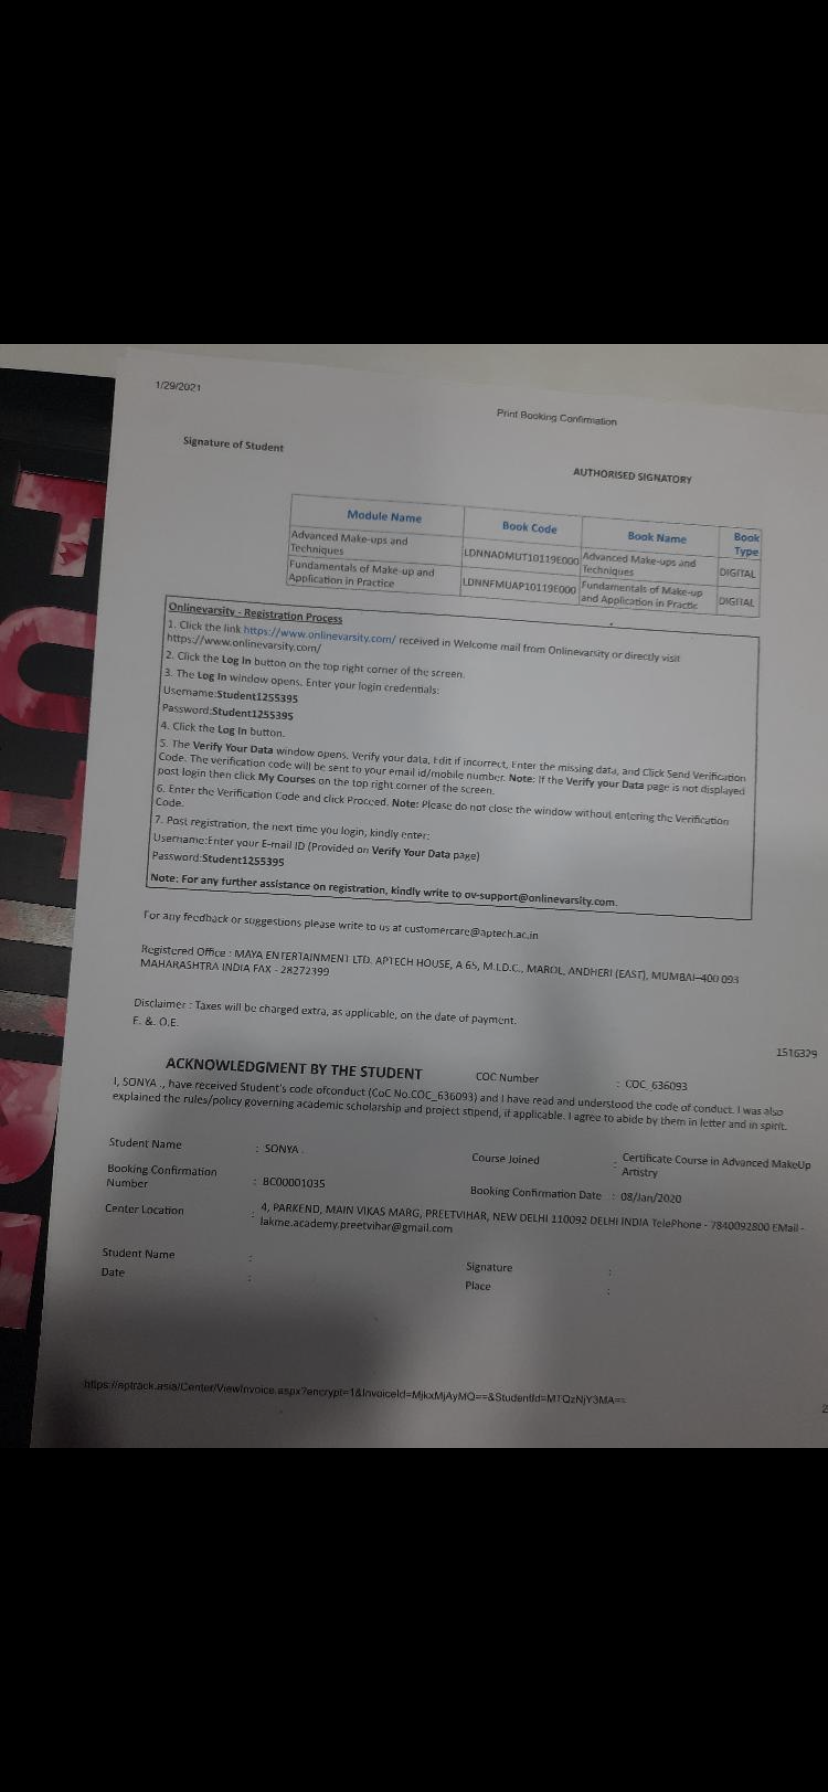 1/29/2021
Print Booking Confirmation
Signature of Student
AUTHORISED SIGNATORY
Module Name Book Code Book Name Book Type
Advanced Make-ups and Techniques LDNNADMUT10119E000 Advanced Make-ups and Techniques DIGITAL
Fundamentals of Make-up and Application in Practice LDNNFMUAP10119E000 Fundamentals of Make-up and Application in Practic DIGITAL
Onlinevarsity - Registration Process
1. Click the link https://www.onlinevarsity.com/ received in Welcome mail from Onlinevarsity or directly visit
https://www.onlinevarsity.com/
2. Click the Log In button on the top right corner of the screen.
3. The Log In window opens. Enter your login credentials:
Username:Student1255395
Password:Student1255395
4. Click the Log In button.
5. The Verify Your Data window opens. Verify your data, Edit if incorrect, Enter the missing data, and Click Send Verification
Code. The verification code will be sent to your email id/mobile number. Note: If the Verify your Data page is not displayed
post login then click My Courses on the top right corner of the screen.
6. Enter the Verification Code and click Proceed. Note: Please do not close the window without entering the Verification
Code.
7. Post registration, the next time you login, kindly enter:
Username:Enter your E-mail ID (Provided on Verify Your Data page)
Password:Student1255395
Note: For any further assistance on registration, kindly write to ov-support@onlinevarsity.com.
For any feedback or suggestions please write to us at customercare@aptech.ac.in
Registered Office : MAYA ENTERTAINMENT LTD. APTECH HOUSE, A 65, M.I.D.C., MAROL, ANDHERI (EAST), MUMBAI-400 093
MAHARASHTRA INDIA FAX - 28272399
Disclaimer : Taxes will be charged extra, as applicable, on the date of payment.
E. & O.E.
1516329
ACKNOWLEDGMENT BY THE STUDENT COC Number : COC_636093
I, SONYA ., have received Student's code ofconduct (CoC No.COC_636093) and I have read and understood the code of conduct. I was also
explained the rules/policy governing academic scholarship and project stipend, if applicable. I agree to abide by them in letter and in spirit.
Student Name : SONYA . Course Joined : Certificate Course in Advanced MakeUp Artistry
Booking Confirmation Number : BC00001035 Booking Confirmation Date : 08/Jan/2020
Center Location : 4, PARKEND, MAIN VIKAS MARG, PREETVIHAR, NEW DELHI 110092 DELHI INDIA TelePhone - 7840092800 EMail -
lakme.academy.preetvihar@gmail.com
Student Name : Signature :
Date : Place :
https://aptrack.asia/Center/ViewInvoice.aspx?encrypt=1&InvoiceId=MjkxMjAyMQ==&StudentId=MTQzNjY3MA==
2